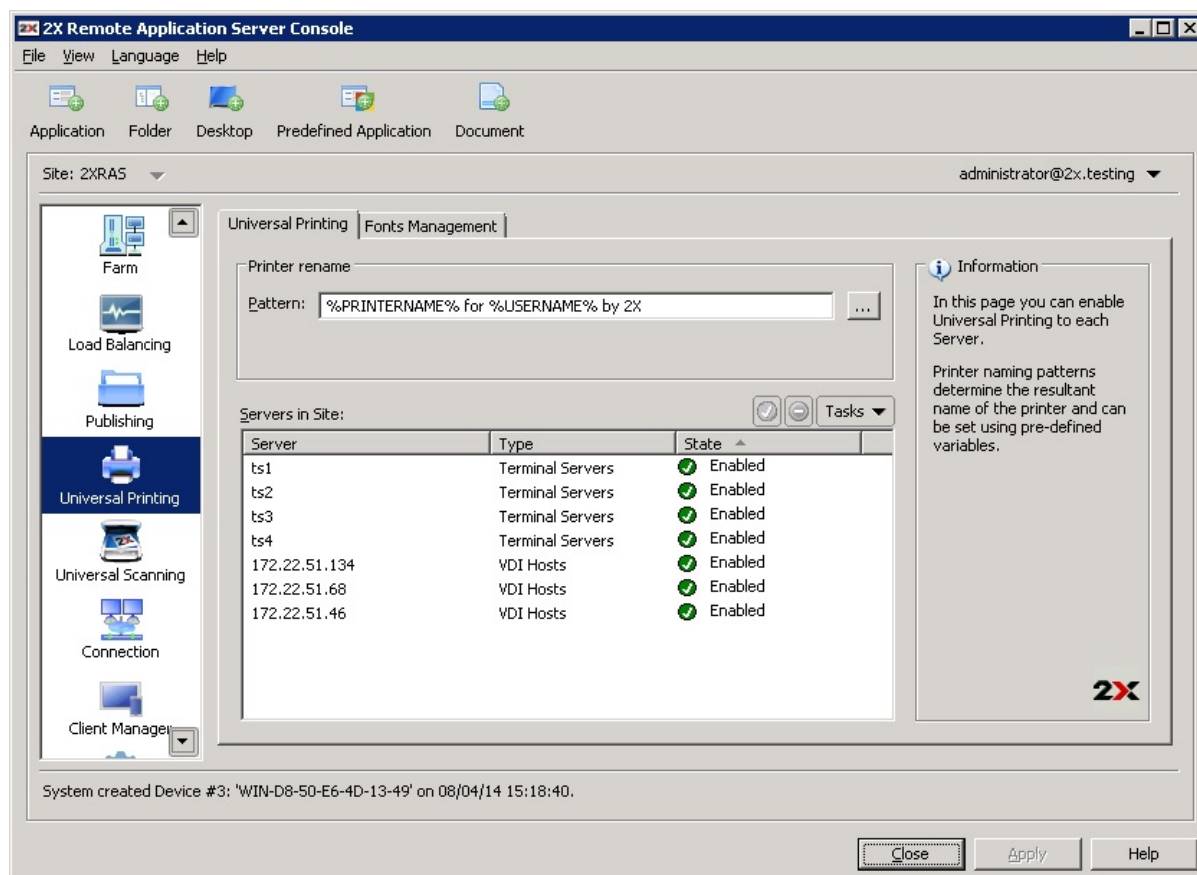 2X 2X Remote Application Server Console
File View Language Help
Application Folder Desktop Predefined Application Document
Site: 2XRAS administrator@2x.testing
Farm
Load Balancing
Publishing
Universal Printing
2X
Universal Scanning
Connection
Client Manager
Universal Printing Fonts Management
Printer rename
Pattern: %PRINTERNAME% for %USERNAME% by 2X ...
Servers in Site: Tasks
Server Type State
ts1 Terminal Servers Enabled
ts2 Terminal Servers Enabled
ts3 Terminal Servers Enabled
ts4 Terminal Servers Enabled
172.22.51.134 VDI Hosts Enabled
172.22.51.68 VDI Hosts Enabled
172.22.51.46 VDI Hosts Enabled
Information
In this page you can enable
Universal Printing to each
Server.
Printer naming patterns
determine the resultant
name of the printer and can
be set using pre-defined
variables.
2X
System created Device #3: 'WIN-D8-50-E6-4D-13-49' on 08/04/14 15:18:40.
Close Apply Help